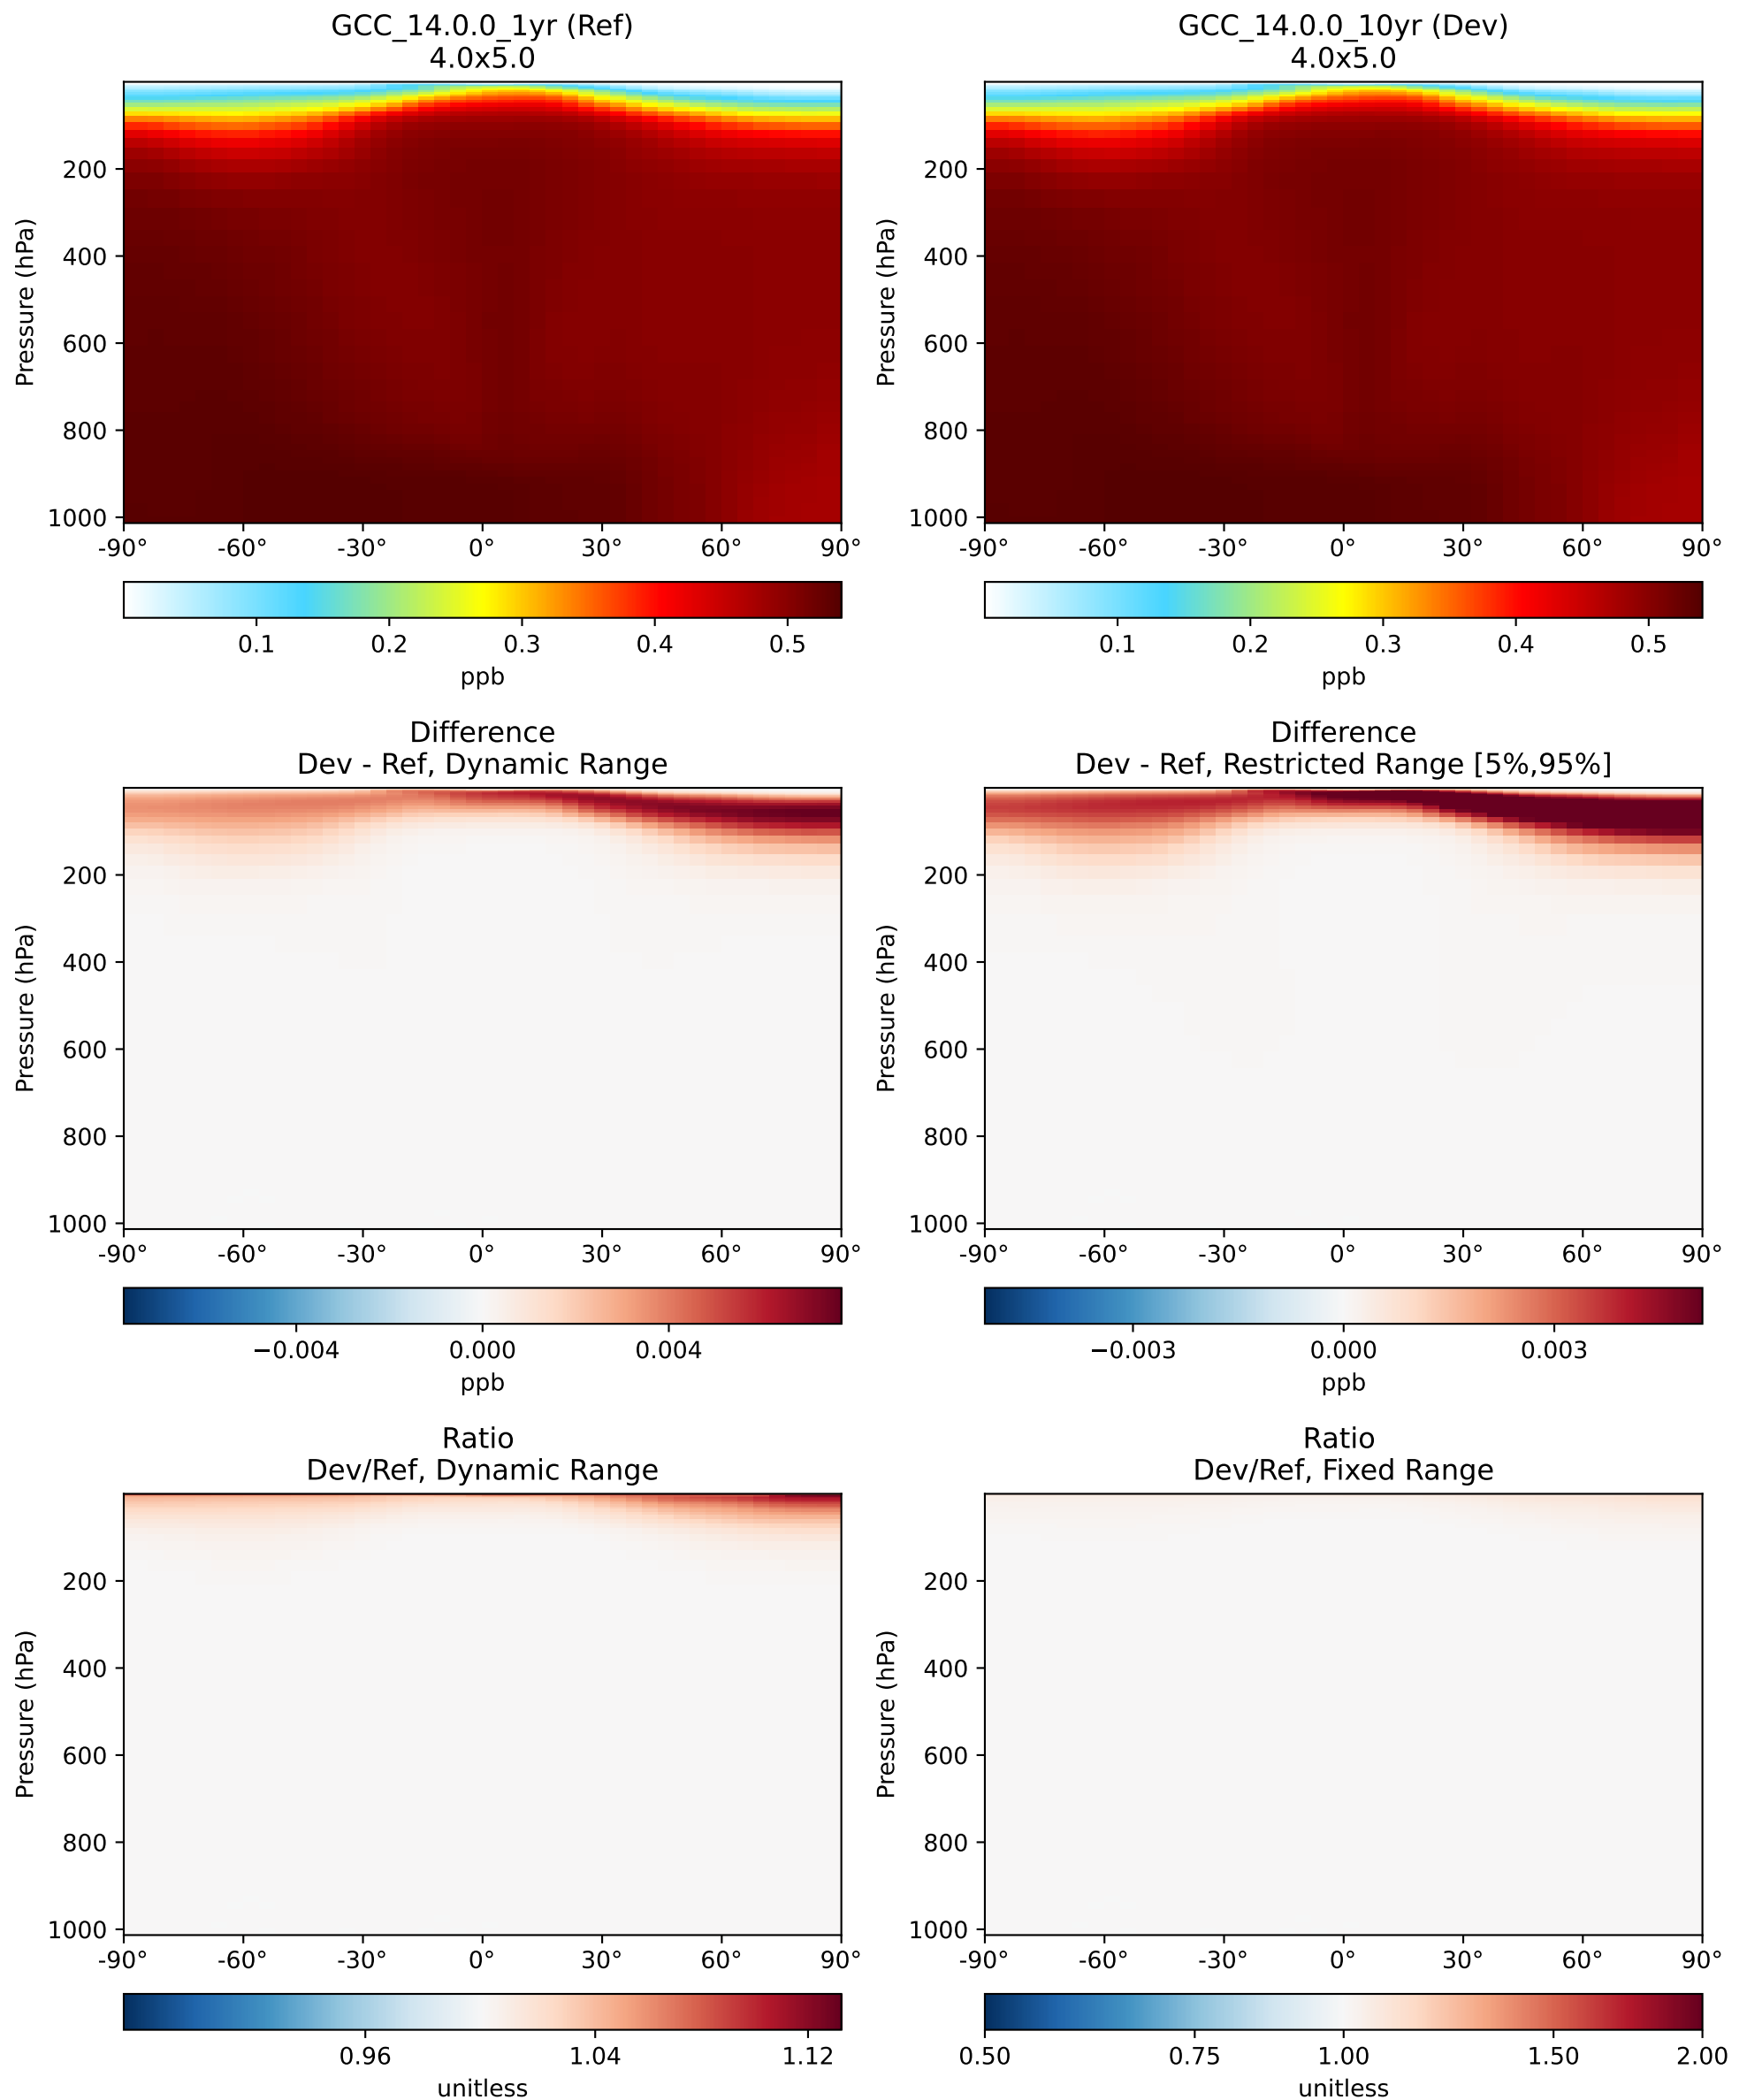 GCC_14.0.0_1yr (Ref)
4.0x5.0
Pressure (hPa)
200
400
600
800
1000
-90° -60° -30° 0° 30° 60° 90°
0.1 0.2 0.3 0.4 0.5
ppb
GCC_14.0.0_10yr (Dev)
4.0x5.0
Pressure (hPa)
200
400
600
800
1000
-90° -60° -30° 0° 30° 60° 90°
0.1 0.2 0.3 0.4 0.5
ppb
Difference
Dev - Ref, Dynamic Range
Pressure (hPa)
200
400
600
800
1000
-90° -60° -30° 0° 30° 60° 90°
−0.004 0.000 0.004
ppb
Difference
Dev - Ref, Restricted Range [5%,95%]
Pressure (hPa)
200
400
600
800
1000
-90° -60° -30° 0° 30° 60° 90°
−0.003 0.000 0.003
ppb
Ratio
Dev/Ref, Dynamic Range
Pressure (hPa)
200
400
600
800
1000
-90° -60° -30° 0° 30° 60° 90°
0.96 1.04 1.12
unitless
Ratio
Dev/Ref, Fixed Range
Pressure (hPa)
200
400
600
800
1000
-90° -60° -30° 0° 30° 60° 90°
0.50 0.75 1.00 1.50 2.00
unitless